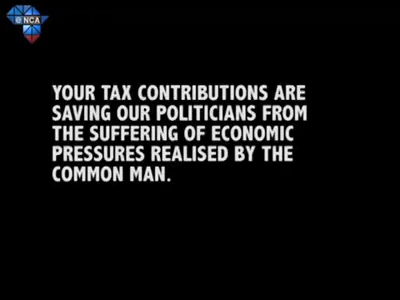 eNCA
YOUR TAX CONTRIBUTIONS ARE
SAVING OUR POLITICIANS FROM
THE SUFFERING OF ECONOMIC
PRESSURES REALISED BY THE
COMMON MAN.